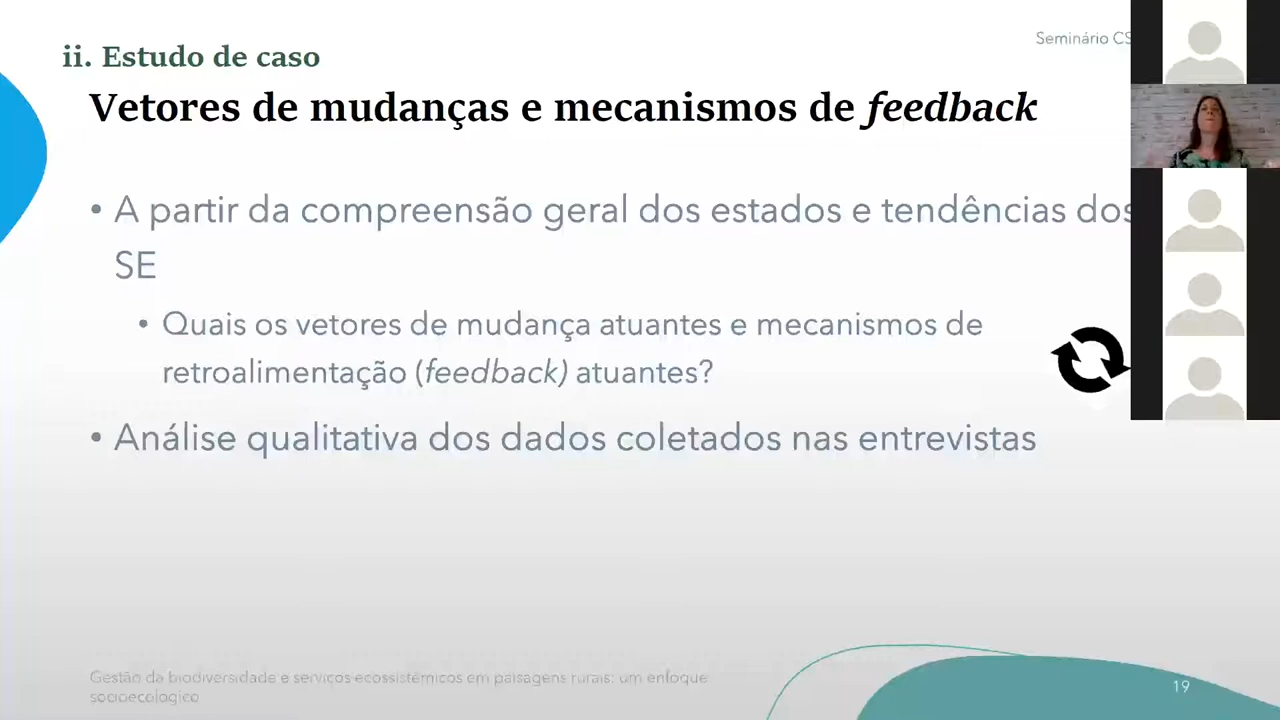 ii. Estudo de caso
Seminário CS
Vetores de mudanças e mecanismos de feedback
• A partir da compreensão geral dos estados e tendências dos
SE
• Quais os vetores de mudança atuantes e mecanismos de
retroalimentação (feedback) atuantes?
• Análise qualitativa dos dados coletados nas entrevistas
Gestão da biodiversidade e serviços ecossistêmicos em paisagens rurais: um enfoque
socioecologico
19